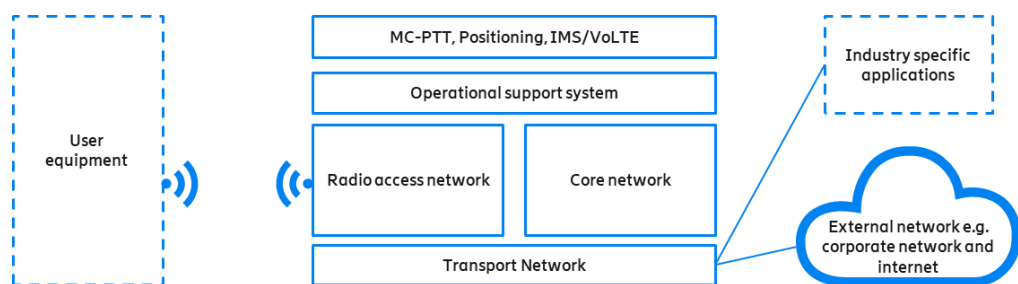 User
equipment
MC-PTT, Positioning, IMS/VoLTE
Operational support system
Radio access network
Core network
Transport Network
Industry specific
applications
External network e.g.
corporate network and
internet